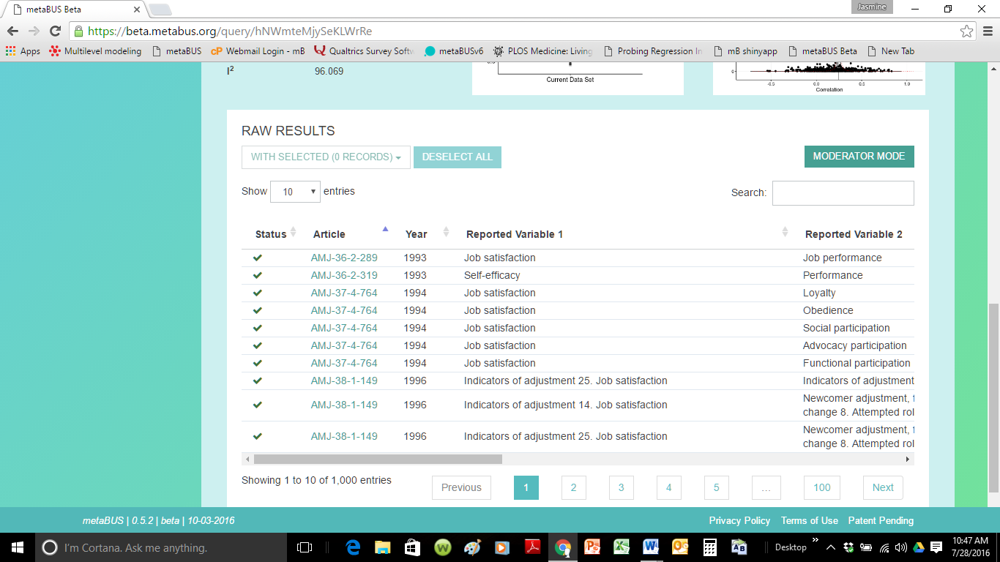 metaBUS Beta
Jasmine
https://beta.metabus.org/query/hNWmteMjySeKLWrRe
Apps Multilevel modeling metaBUS Webmail Login - mB Qualtrics Survey Softw metaBUSv6 PLOS Medicine: Living Probing Regression In mB shinyapp metaBUS Beta New Tab
I² 96.069
Current Data Set
0
-0.5 0.0 0.5 1.0
Correlation
RAW RESULTS
WITH SELECTED (0 RECORDS) DESELECT ALL MODERATOR MODE
Show 10 entries Search:
Status Article Year Reported Variable 1 Reported Variable 2
AMJ-36-2-289 1993 Job satisfaction Job performance
AMJ-36-2-319 1993 Self-efficacy Performance
AMJ-37-4-764 1994 Job satisfaction Loyalty
AMJ-37-4-764 1994 Job satisfaction Obedience
AMJ-37-4-764 1994 Job satisfaction Social participation
AMJ-37-4-764 1994 Job satisfaction Advocacy participation
AMJ-37-4-764 1994 Job satisfaction Functional participation
AMJ-38-1-149 1996 Indicators of adjustment 25. Job satisfaction Indicators of adjustment
AMJ-38-1-149 1996 Indicators of adjustment 14. Job satisfaction Newcomer adjustment, f
change 8. Attempted rol
AMJ-38-1-149 1996 Indicators of adjustment 25. Job satisfaction Newcomer adjustment, f
change 8. Attempted rol
Showing 1 to 10 of 1,000 entries Previous 1 2 3 4 5 ... 100 Next
metaBUS | 0.5.2 | beta | 10-03-2016 Privacy Policy Terms of Use Patent Pending
I'm Cortana. Ask me anything. Desktop 10:47 AM
7/28/2016